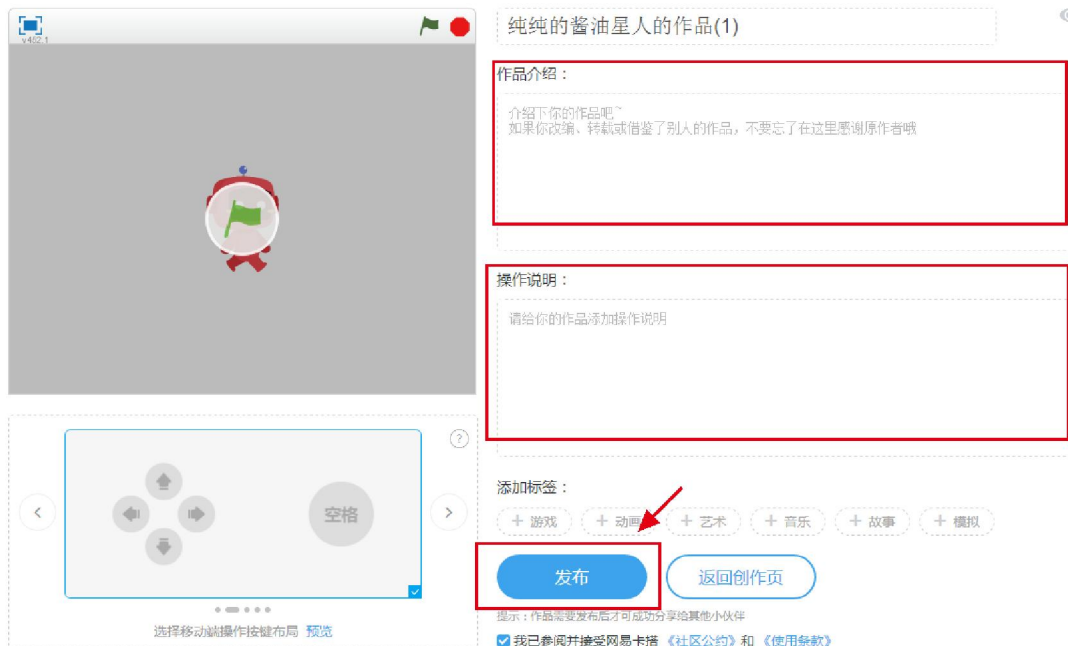 v462.1
纯纯的酱油星人的作品(1)
作品介绍：
介绍下你的作品吧~
如果你改编、转载或借鉴了别人的作品，不要忘了在这里感谢原作者哦
操作说明：
请给你的作品添加操作说明
空格
选择移动端操作按键布局 预览
添加标签：
+ 游戏 + 动画 + 艺术 + 音乐 + 故事 + 模拟
发布 返回创作页
提示：作品需要发布后才可成功分享给其他小伙伴
我已参阅并接受网易卡搭 《社区公约》和 《使用条款》